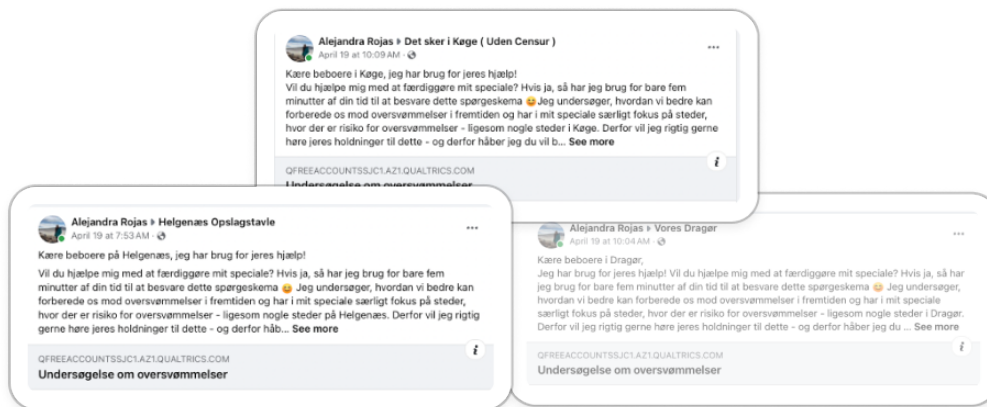 Alejandra Rojas ▸ Det sker i Køge ( Uden Censur )
April 19 at 10:09 AM ·
Kære beboere i Køge, jeg har brug for jeres hjælp!
Vil du hjælpe mig med at færdiggøre mit speciale? Hvis ja, så har jeg brug for bare fem
minutter af din tid til at besvare dette spørgeskema 😊 Jeg undersøger, hvordan vi bedre kan
forberede os mod oversvømmelser i fremtiden og har i mit speciale særligt fokus på steder,
hvor der er risiko for oversvømmelser - ligesom nogle steder i Køge. Derfor vil jeg rigtig gerne
høre jeres holdninger til dette - og derfor håber jeg du vil b... See more
QFREEACCOUNTSSJC1.AZ1.QUALTRICS.COM
Undersøgelse om oversvømmelser
Alejandra Rojas ▸ Helgenæs Opslagstavle
April 19 at 7:53 AM ·
Kære beboere på Helgenæs, jeg har brug for jeres hjælp!
Vil du hjælpe mig med at færdiggøre mit speciale? Hvis ja, så har jeg brug for bare fem
minutter af din tid til at besvare dette spørgeskema 😊 Jeg undersøger, hvordan vi bedre kan
forberede os mod oversvømmelser i fremtiden og har i mit speciale særligt fokus på steder,
hvor der er risiko for oversvømmelser - ligesom nogle steder på Helgenæs. Derfor vil jeg rigtig
gerne høre jeres holdninger til dette - og derfor håb... See more
QFREEACCOUNTSSJC1.AZ1.QUALTRICS.COM
Undersøgelse om oversvømmelser
Alejandra Rojas ▸ Vores Dragør
April 19 at 10:04 AM ·
Kære beboere i Dragør,
Jeg har brug for jeres hjælp! Vil du hjælpe mig med at færdiggøre mit speciale? Hvis ja, så har
jeg brug for bare fem minutter af din tid til at besvare dette spørgeskema 😊 Jeg undersøger,
hvordan vi bedre kan forberede os mod oversvømmelser i fremtiden og har i mit speciale
særligt fokus på steder, hvor der er risiko for oversvømmelser - ligesom nogle steder i Dragør.
Derfor vil jeg rigtig gerne høre jeres holdninger til dette - og derfor håber jeg du ... See more
QFREEACCOUNTSSJC1.AZ1.QUALTRICS.COM
Undersøgelse om oversvømmelser